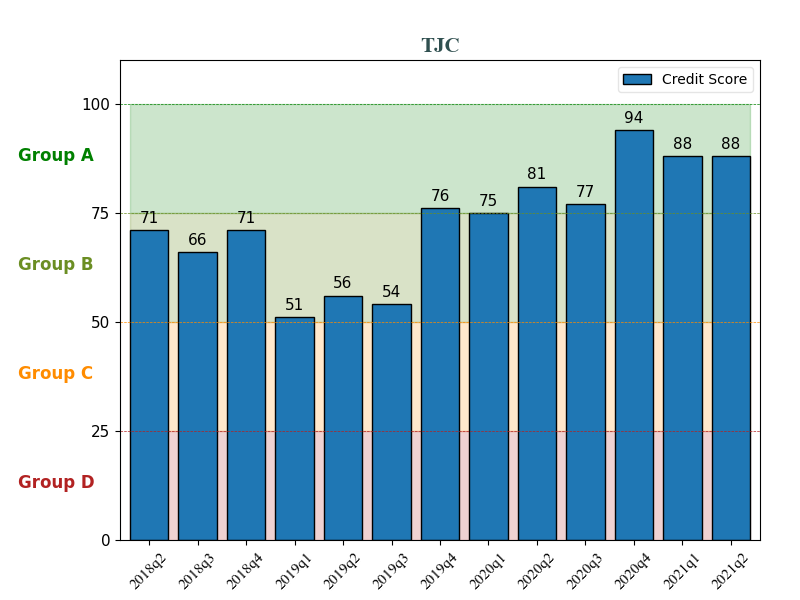 TJC
Credit Score
100
Group A
94
88
88
81
77
76
75
75
71
66
71
Group B
56
54
51
50
Group C
25
Group D
0
2018q2
2018q3
2018q4
2019q1
2019q2
2019q3
2019q4
2020q1
2020q2
2020q3
2020q4
2021q1
2021q2